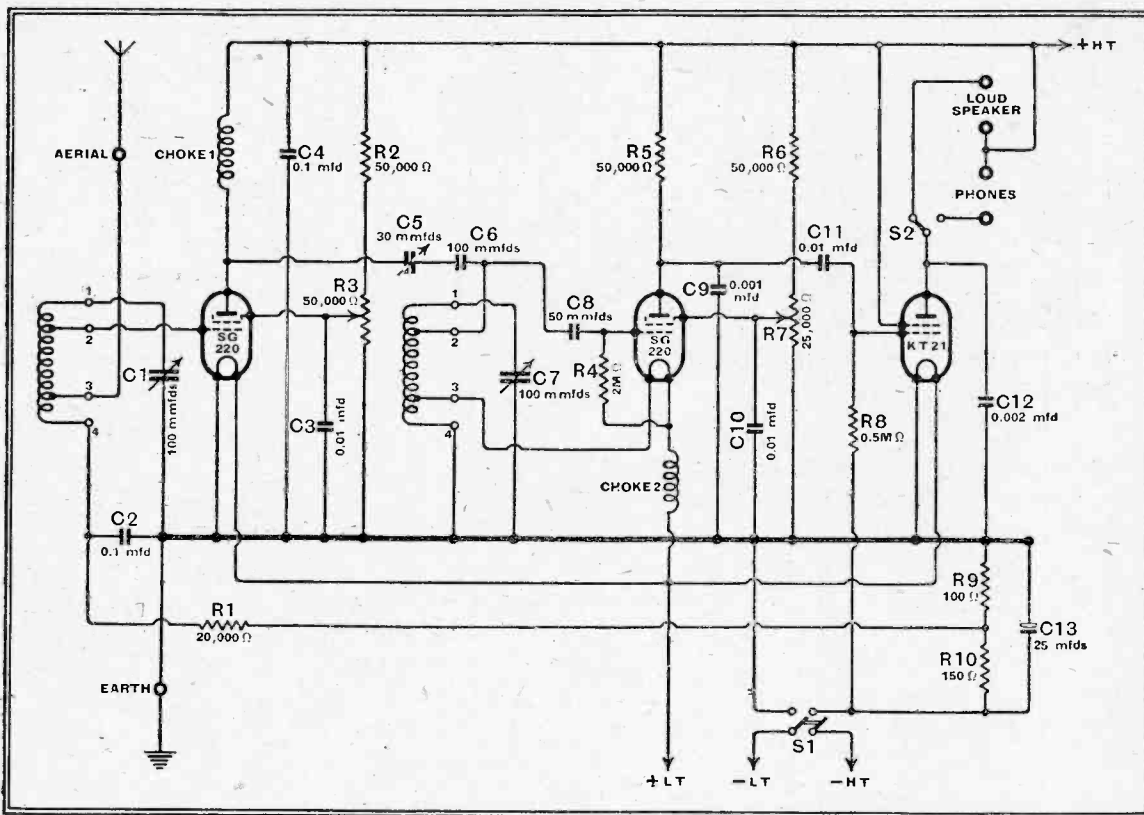 +HT
LOUD
SPEAKER
PHONES
S2
AERIAL
CHOKE 1
C4
0.1 mfd
R2
50,000 Ω
R5
50,000 Ω
R6
50,000 Ω
C5
30 mmfds
C6
100 mmfds
C11
0.01 mfd
R3
50,000 Ω
C8
50 mmfds
C9
0.001
mfd
R7
25,000 Ω
1
2
3
4
C1
100 mmfds
SG
220
C3
0.01 mfd
1
2
3
4
C7
100 mmfds
R4
2MΩ
SG
220
C10
0.01 mfd
KT21
R8
0.5MΩ
C12
0.002 mfd
CHOKE 2
C2
0.1 mfd
R1
20,000 Ω
R9
100 Ω
C13
25 mfds
R10
150 Ω
EARTH
S1
+LT
-LT
-HT